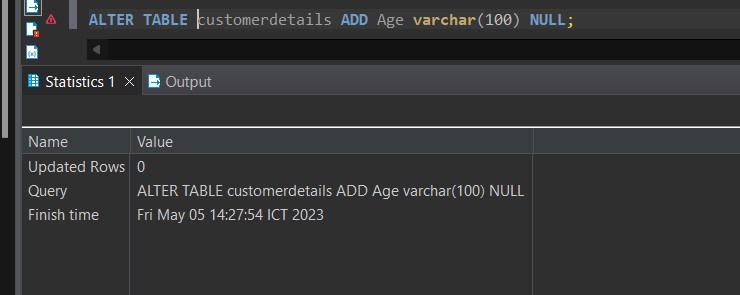 ALTER TABLE customerdetails ADD Age varchar(100) NULL;
Statistics 1 Output
Name Value
Updated Rows 0
Query ALTER TABLE customerdetails ADD Age varchar(100) NULL
Finish time Fri May 05 14:27:54 ICT 2023